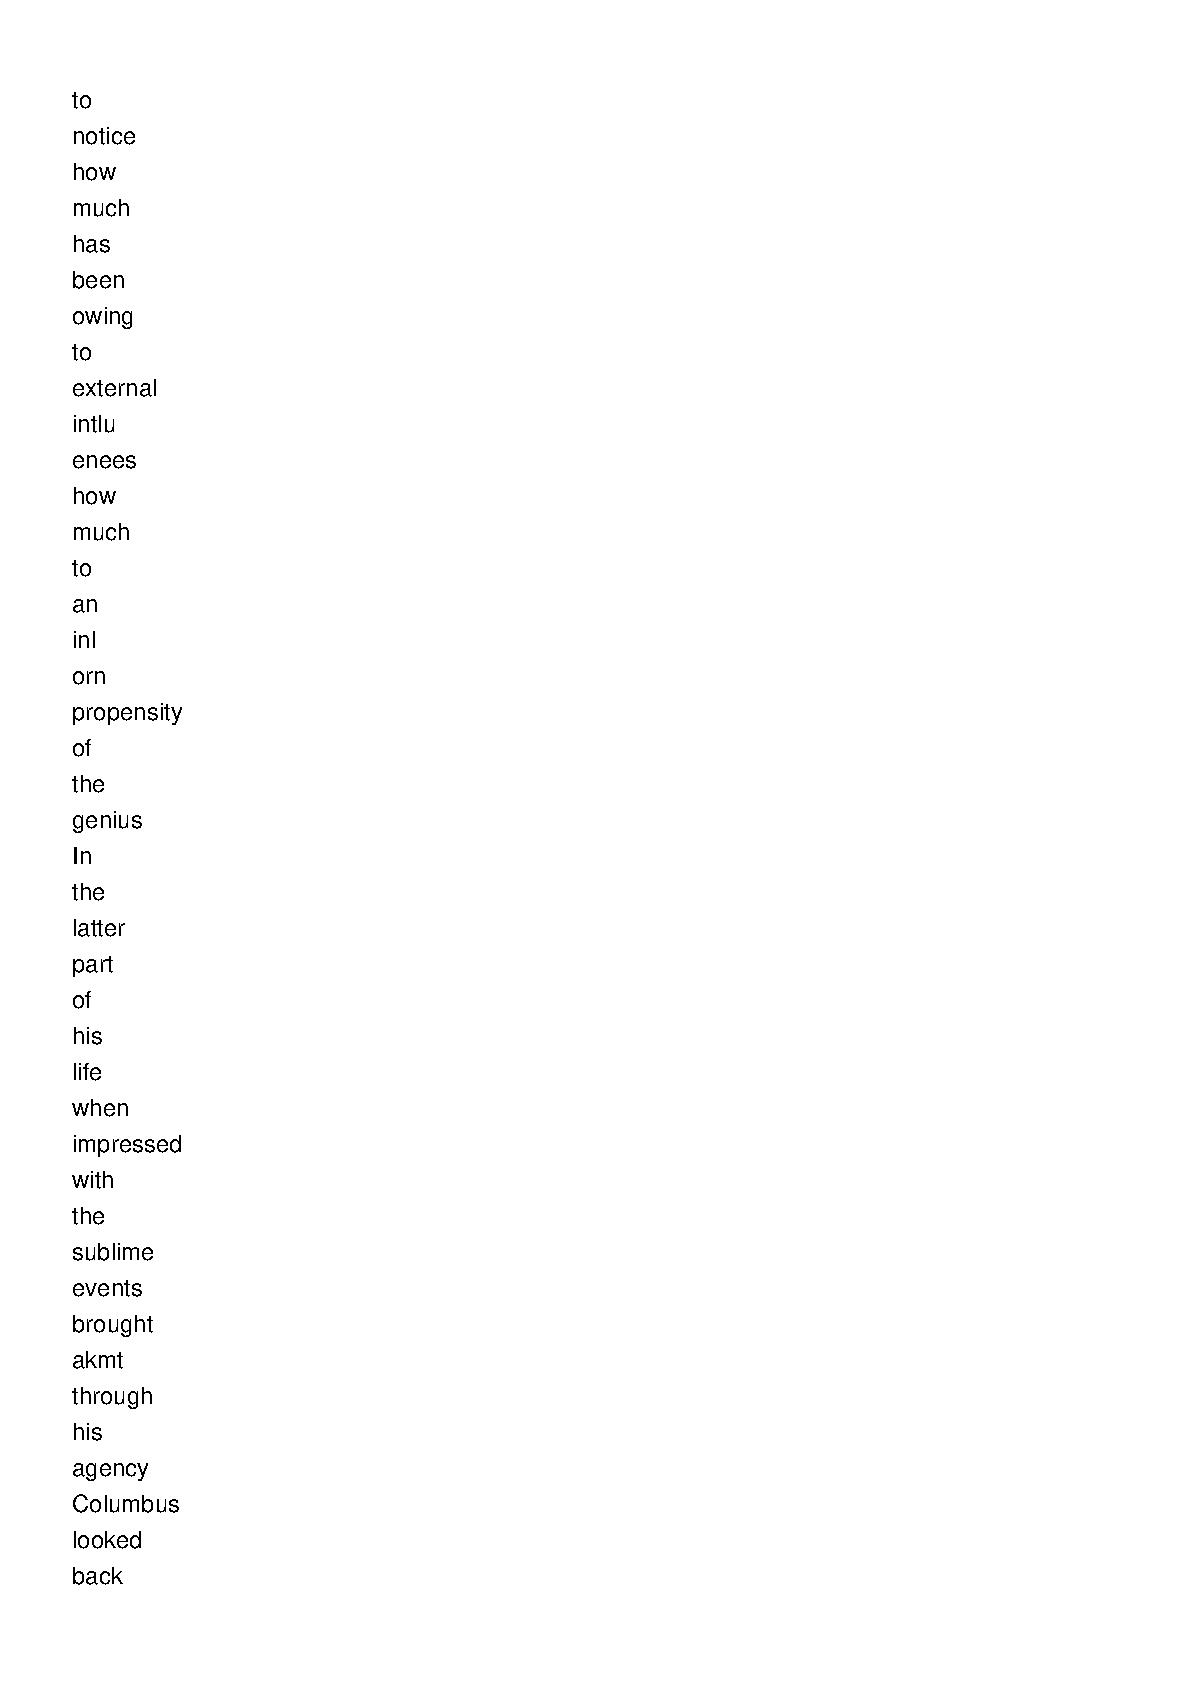 to
notice
how
much
has
been
owing
to
external
intlu
enees
how
much
to
an
inl
orn
propensity
of
the
genius
In
the
latter
part
of
his
life
when
impressed
with
the
sublime
events
brought
akmt
through
his
agency
Columbus
looked
back